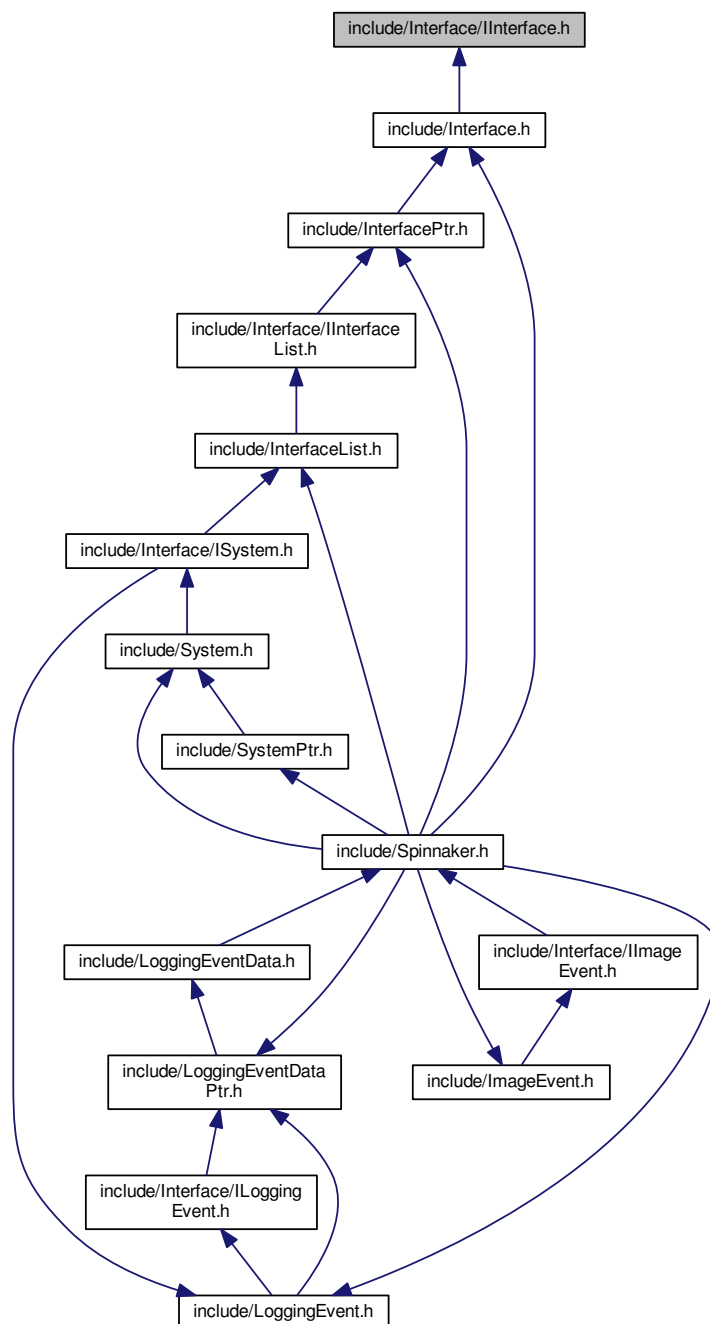 include/Interface/IInterface.h
include/Interface.h
include/InterfacePtr.h
include/Interface/IInterface
List.h
include/InterfaceList.h
include/Interface/ISystem.h
include/System.h
include/SystemPtr.h
include/Spinnaker.h
include/LoggingEventData.h
include/Interface/IImage
Event.h
include/LoggingEventData
Ptr.h
include/ImageEvent.h
include/Interface/ILogging
Event.h
include/LoggingEvent.h